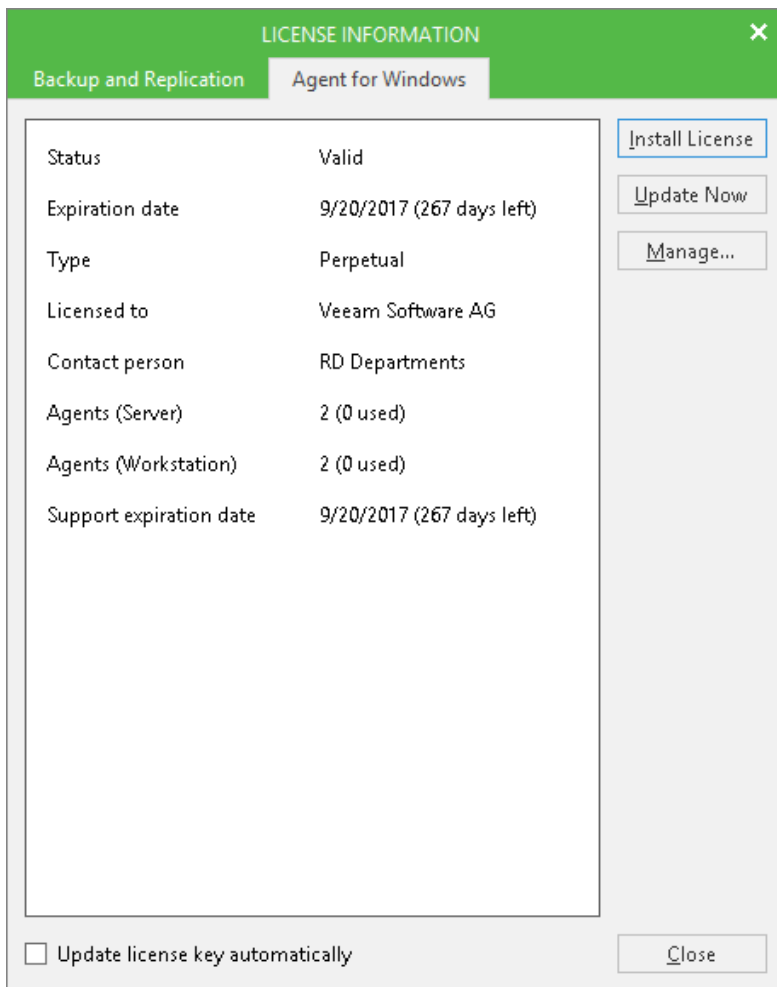 LICENSE INFORMATION
Backup and Replication Agent for Windows
Status Valid
Expiration date 9/20/2017 (267 days left)
Type Perpetual
Licensed to Veeam Software AG
Contact person RD Departments
Agents (Server) 2 (0 used)
Agents (Workstation) 2 (0 used)
Support expiration date 9/20/2017 (267 days left)
Install License
Update Now
Manage...
Update license key automatically
Close